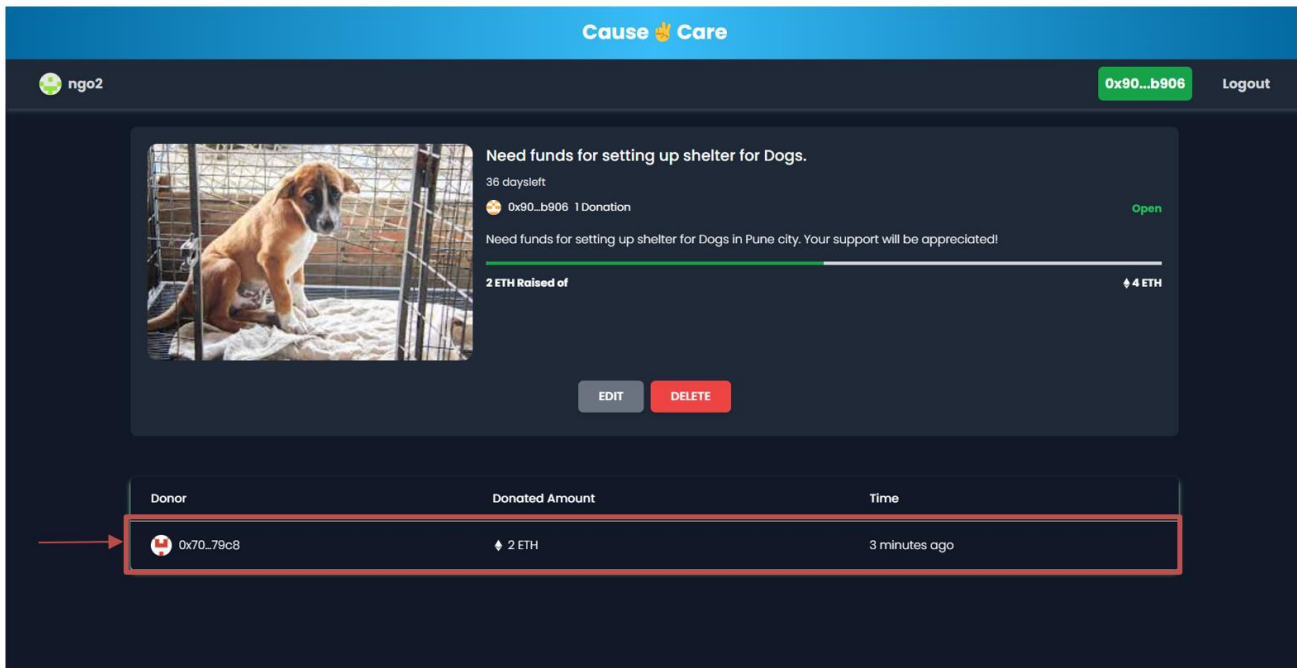 Cause ✌ Care
ngo2
0x90...b906 Logout
Need funds for setting up shelter for Dogs.
36 daysleft
0x90...b906 1 Donation
Open
Need funds for setting up shelter for Dogs in Pune city. Your support will be appreciated!
2 ETH Raised of
4 ETH
EDIT DELETE
Donor Donated Amount Time
0x70...79c8 2 ETH 3 minutes ago